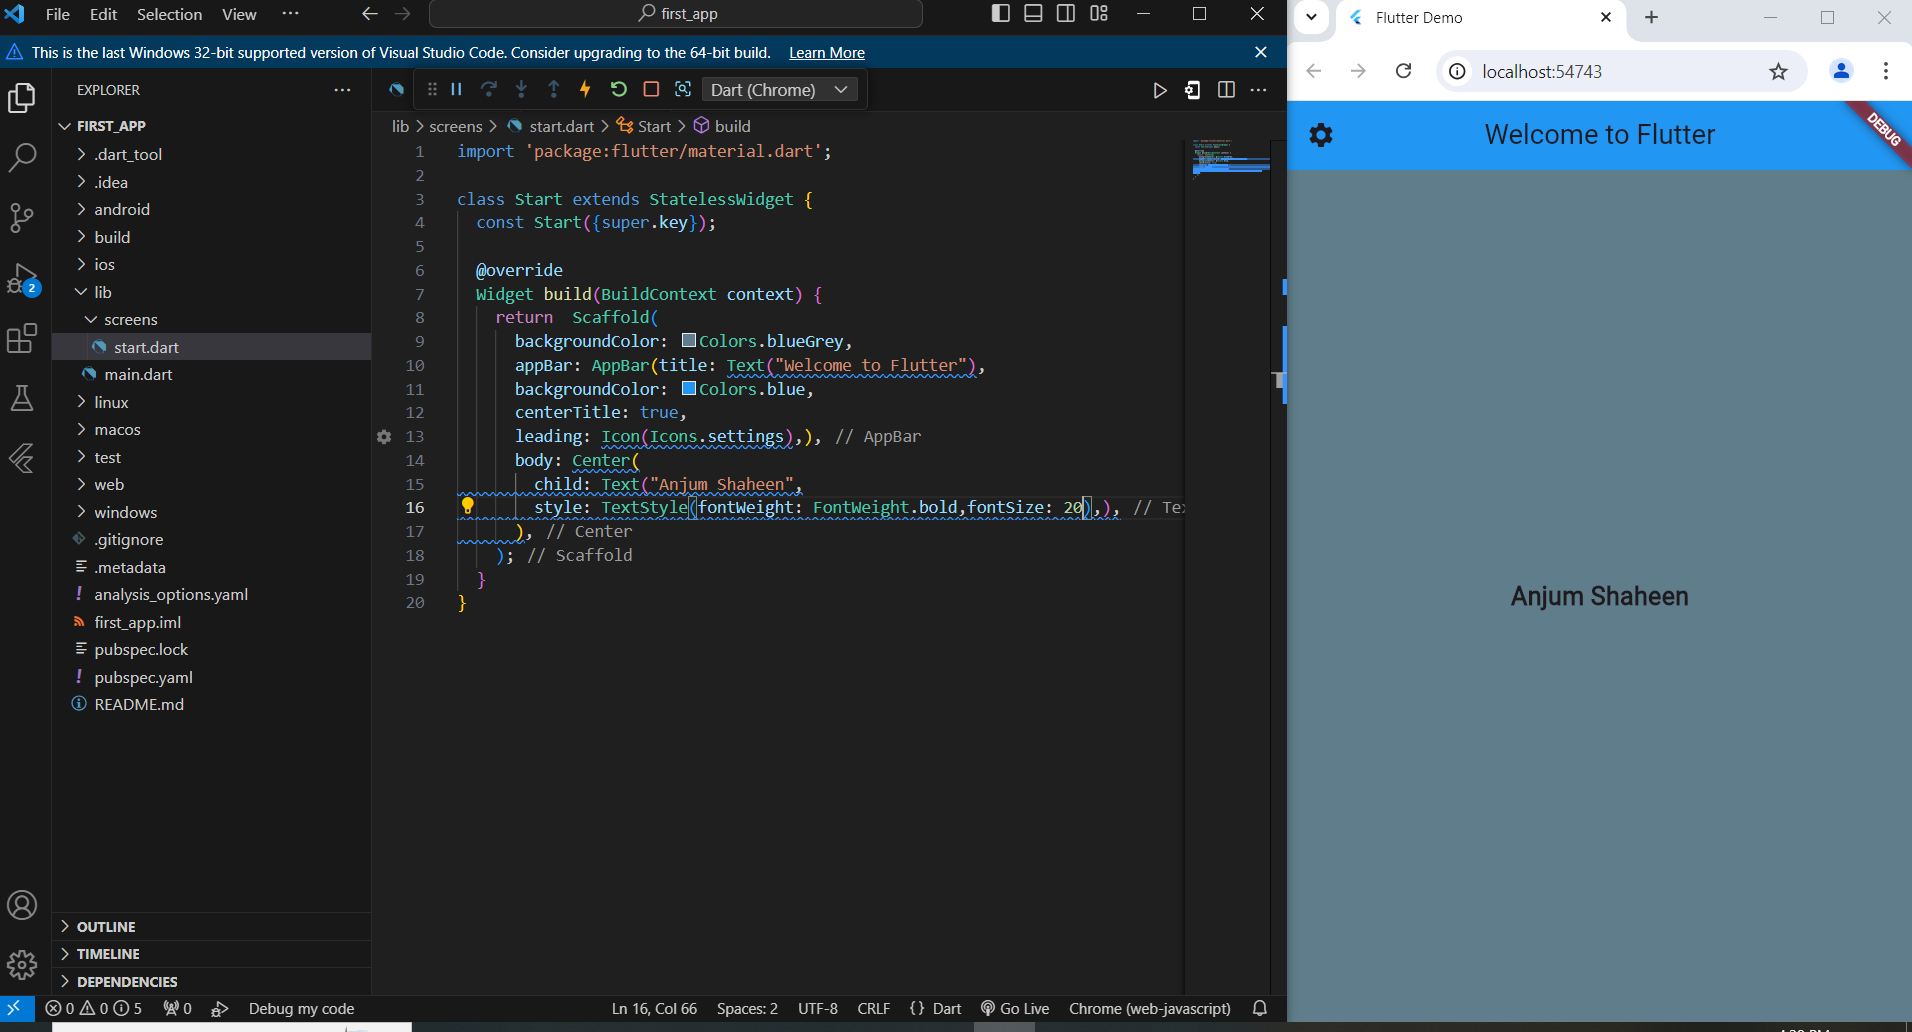 File Edit Selection View ··· first_app
This is the last Windows 32-bit supported version of Visual Studio Code. Consider upgrading to the 64-bit build. Learn More
EXPLORER
Dart (Chrome)
FIRST_APP
.dart_tool
.idea
android
build
ios
lib
screens
start.dart
main.dart
linux
macos
test
web
windows
.gitignore
.metadata
analysis_options.yaml
first_app.iml
pubspec.lock
pubspec.yaml
README.md
OUTLINE
TIMELINE
DEPENDENCIES
2
lib > screens > start.dart > Start > build
1 import 'package:flutter/material.dart';
2
3 class Start extends StatelessWidget {
4 const Start({super.key});
5
6 @override
7 Widget build(BuildContext context) {
8 return  Scaffold(
9 backgroundColor: Colors.blueGrey,
10 appBar: AppBar(title: Text("Welcome to Flutter"),
11 backgroundColor: Colors.blue,
12 centerTitle: true,
13 leading: Icon(Icons.settings),), // AppBar
14 body: Center(
15 child: Text("Anjum Shaheen",
16 style: TextStyle(fontWeight: FontWeight.bold,fontSize: 20),), // Te
17 ), // Center
18 ); // Scaffold
19 }
20 }
0 0 5 0 Debug my code Ln 16, Col 66 Spaces: 2 UTF-8 CRLF {} Dart Go Live Chrome (web-javascript)
Flutter Demo
localhost:54743
Welcome to Flutter
DEBUG
Anjum Shaheen